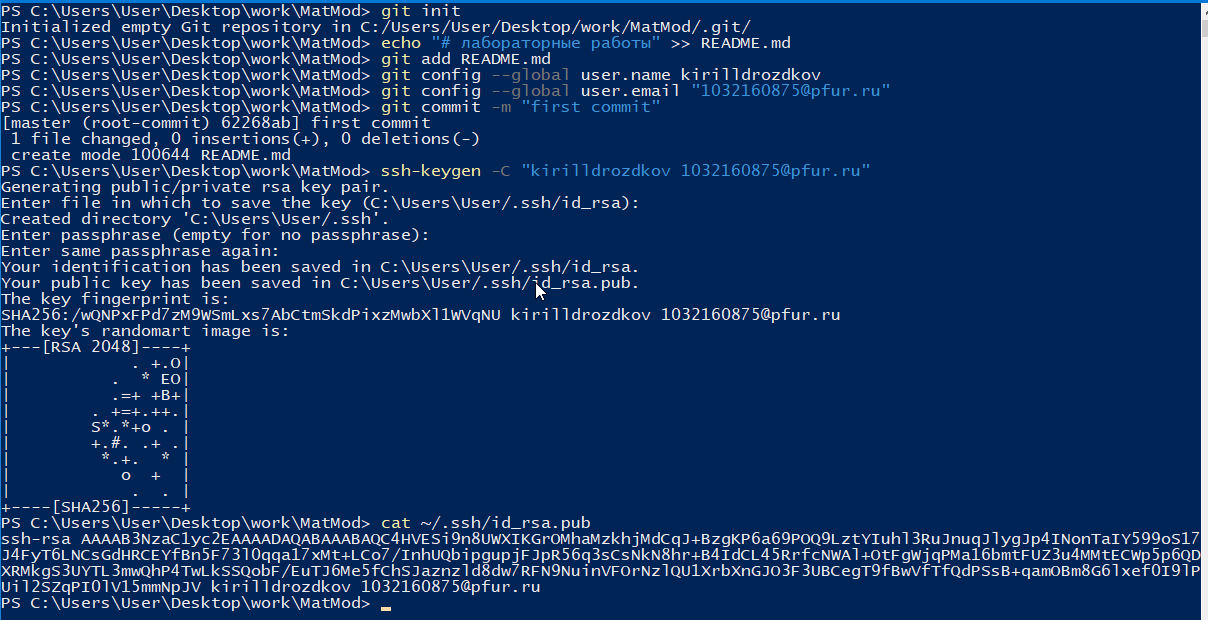 PS C:\Users\User\Desktop\work\MatMod> git init
Initialized empty Git repository in C:/Users/User/Desktop/work/MatMod/.git/
PS C:\Users\User\Desktop\work\MatMod> echo "# лабораторные работы" >> README.md
PS C:\Users\User\Desktop\work\MatMod> git add README.md
PS C:\Users\User\Desktop\work\MatMod> git config --global user.name kirilldrozdkov
PS C:\Users\User\Desktop\work\MatMod> git config --global user.email "1032160875@pfur.ru"
PS C:\Users\User\Desktop\work\MatMod> git commit -m "first commit"
[master (root-commit) 62268ab] first commit
 1 file changed, 0 insertions(+), 0 deletions(-)
 create mode 100644 README.md
PS C:\Users\User\Desktop\work\MatMod> ssh-keygen -C "kirilldrozdkov 1032160875@pfur.ru"
Generating public/private rsa key pair.
Enter file in which to save the key (C:\Users\User/.ssh/id_rsa):
Created directory 'C:\Users\User/.ssh'.
Enter passphrase (empty for no passphrase):
Enter same passphrase again:
Your identification has been saved in C:\Users\User/.ssh/id_rsa.
Your public key has been saved in C:\Users\User/.ssh/id_rsa.pub.
The key fingerprint is:
SHA256:/wQNPxFPd7zM9WSmLxs7AbCtmSkdPixzMwbXl1WVqNU kirilldrozdkov 1032160875@pfur.ru
The key's randomart image is:
+---[RSA 2048]----+
|            . +.O|
|          .  * EO|
|          .=+ +B+|
|        . +=+.++.|
|        S*.*+o . |
|        +.#. .+ .|
|         *.+.  * |
|           o  +  |
|            .  . |
+----[SHA256]-----+
PS C:\Users\User\Desktop\work\MatMod> cat ~/.ssh/id_rsa.pub
ssh-rsa AAAAB3NzaC1yc2EAAAADAQABAAABAQC4HVESi9n8UWXIKGrOMhaMzkhjMdCqJ+BzgKP6a69POQ9LztYIuhl3RuJnuqJlygJp4INonTaIY599oS17
J4FyT6LNCsGdHRCEYfBn5F73lOqqa17xMt+LCo7/InhUQbipgupjFJpR56q3sCsNkN8hr+B4IdCL45RrfcNWAl+OtFgWjqPMa16bmtFUZ3u4MMtECWp5p6QD
XRMkgS3UYTL3mwQhP4TwLkSSQobF/EuTJ6Me5fChSJaznzld8dw7RFN9NuinVFOrNzlQU1XrbXnGJO3F3UBCegT9fBwVfTfQdPSsB+qamOBm8G6lxef0I9lP
Uil2SZqPI0lV15mmNpJV kirilldrozdkov 1032160875@pfur.ru
PS C:\Users\User\Desktop\work\MatMod>